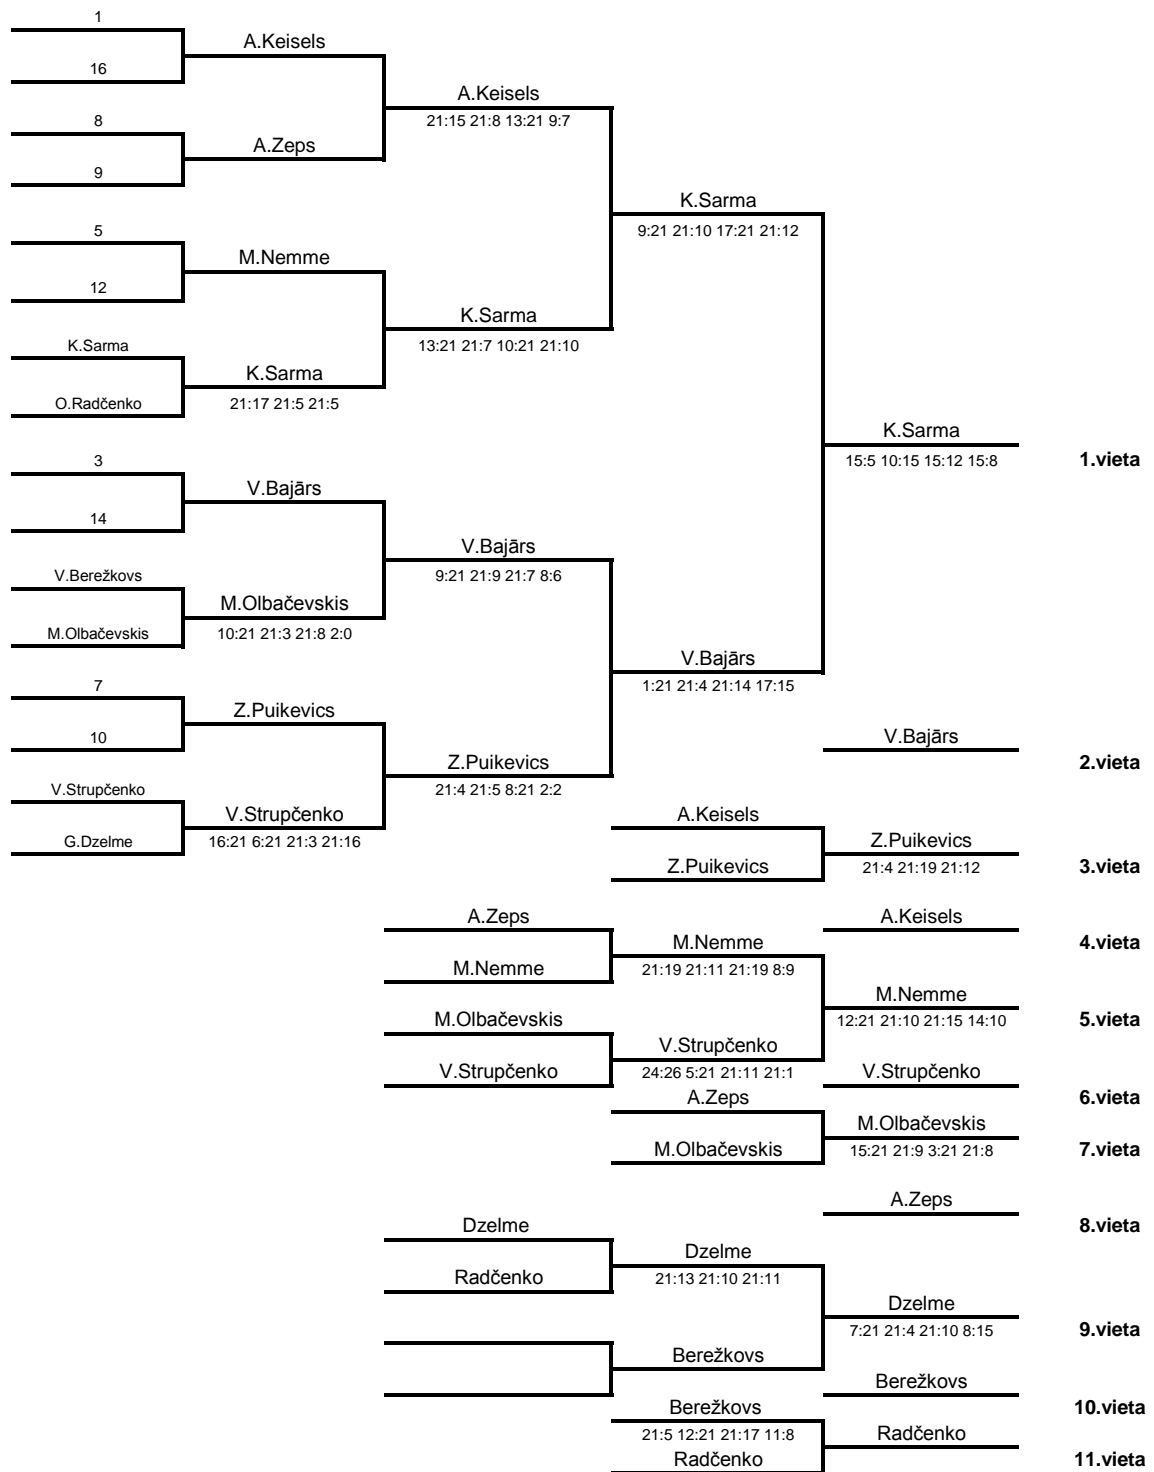 1
A.Keisels
16
A.Keisels
21:15 21:8 13:21 9:7
8
A.Zeps
9
K.Sarma
9:21 21:10 17:21 21:12
5
M.Nemme
12
K.Sarma
13:21 21:7 10:21 21:10
K.Sarma
K.Sarma
O.Radčenko
21:17 21:5 21:5
K.Sarma
15:5 10:15 15:12 15:8
1.vieta
3
V.Bajārs
14
V.Bajārs
9:21 21:9 21:7 8:6
V.Berežkovs
M.Olbačevskis
M.Olbačevskis
10:21 21:3 21:8 2:0
V.Bajārs
1:21 21:4 21:14 17:15
7
Z.Puikevics
10
V.Bajārs
2.vieta
Z.Puikevics
21:4 21:5 8:21 2:2
V.Strupčenko
V.Strupčenko
G.Dzelme
16:21 6:21 21:3 21:16
A.Keisels
Z.Puikevics
Z.Puikevics
21:4 21:19 21:12
3.vieta
A.Zeps
A.Keisels
M.Nemme
4.vieta
M.Nemme
21:19 21:11 21:19 8:9
M.Nemme
M.Olbačevskis
12:21 21:10 21:15 14:10
5.vieta
V.Strupčenko
V.Strupčenko
24:26 5:21 21:11 21:1
V.Strupčenko
A.Zeps
6.vieta
M.Olbačevskis
M.Olbačevskis
15:21 21:9 3:21 21:8
7.vieta
A.Zeps
Dzelme
8.vieta
Dzelme
Radčenko
21:13 21:10 21:11
Dzelme
7:21 21:4 21:10 8:15
9.vieta
Berežkovs
Berežkovs
Berežkovs
10.vieta
21:5 12:21 21:17 11:8
Radčenko
Radčenko
11.vieta